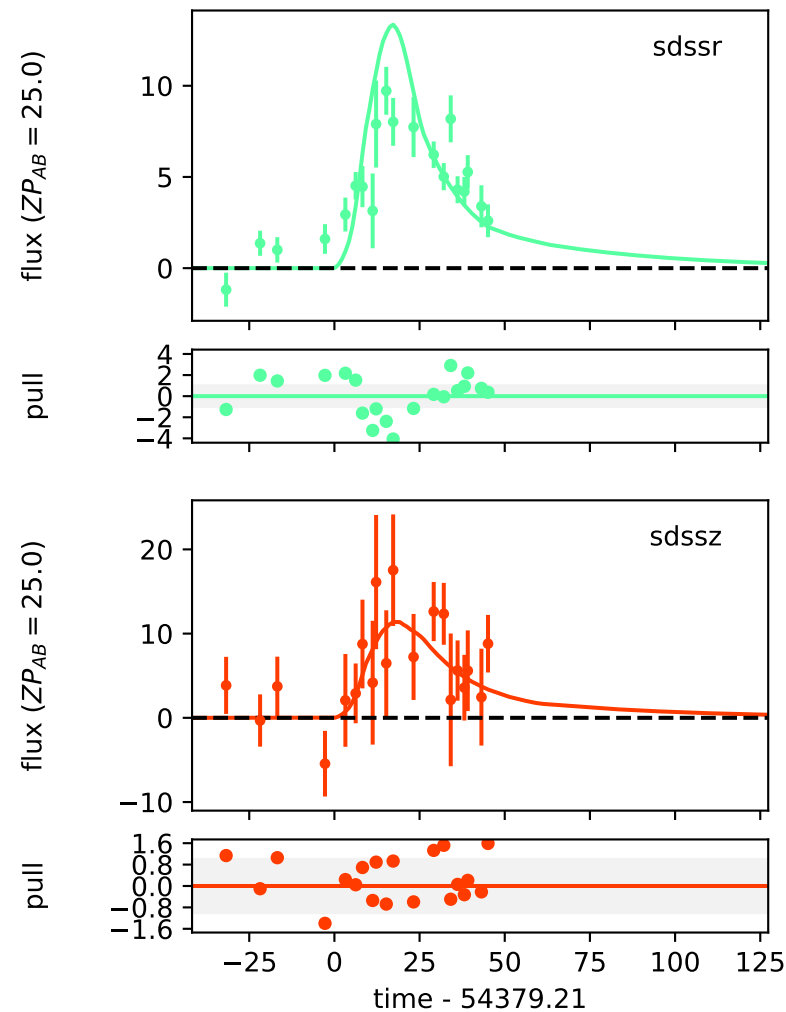 sdssr
flux (ZP_AB = 25.0)
10
5
0
pull
4
2
0
−2
−4
sdssz
flux (ZP_AB = 25.0)
20
10
0
−10
pull
1.6
0.8
0.0
−0.8
−1.6
−25 0 25 50 75 100 125
time - 54379.21